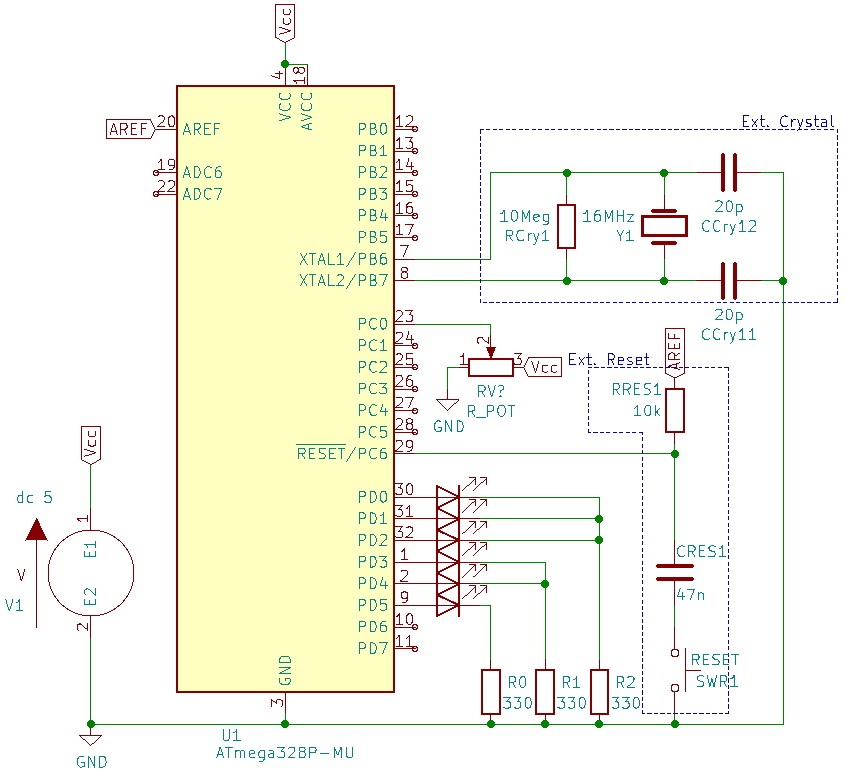 Vcc
4
18
VCC
AVCC
AREF
20
AREF
19
ADC6
22
ADC7
PB0
12
PB1
13
PB2
14
PB3
15
PB4
16
PB5
17
XTAL1/PB6
7
XTAL2/PB7
8
PC0
23
PC1
24
PC2
25
PC3
26
PC4
27
PC5
28
RESET/PC6
29
PD0
30
PD1
31
PD2
32
PD3
1
PD4
2
PD5
9
PD6
10
PD7
11
GND
3
U1
ATmega328P-MU
Ext. Crystal
10Meg
RCry1
16MHz
Y1
20p
CCry12
20p
CCry11
2
1
3
Vcc
RV?
R_POT
GND
Ext. Reset
AREF
RRES1
10k
CRES1
47n
RESET
SWR1
R0
330
R1
330
R2
330
Vcc
dc 5
1
E1
V
V1
E2
2
GND